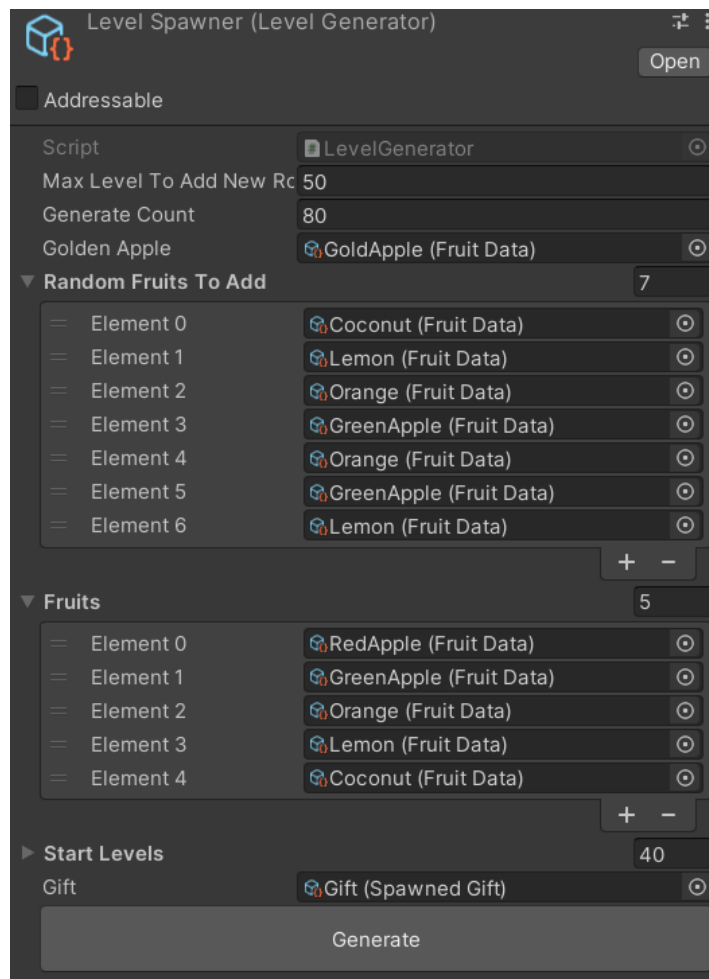 Level Spawner (Level Generator)
Open
Addressable
Script LevelGenerator
Max Level To Add New Ro 50
Generate Count 80
Golden Apple GoldApple (Fruit Data)
Random Fruits To Add 7
Element 0 Coconut (Fruit Data)
Element 1 Lemon (Fruit Data)
Element 2 Orange (Fruit Data)
Element 3 GreenApple (Fruit Data)
Element 4 Orange (Fruit Data)
Element 5 GreenApple (Fruit Data)
Element 6 Lemon (Fruit Data)
+ −
Fruits 5
Element 0 RedApple (Fruit Data)
Element 1 GreenApple (Fruit Data)
Element 2 Orange (Fruit Data)
Element 3 Lemon (Fruit Data)
Element 4 Coconut (Fruit Data)
+ −
Start Levels 40
Gift Gift (Spawned Gift)
Generate